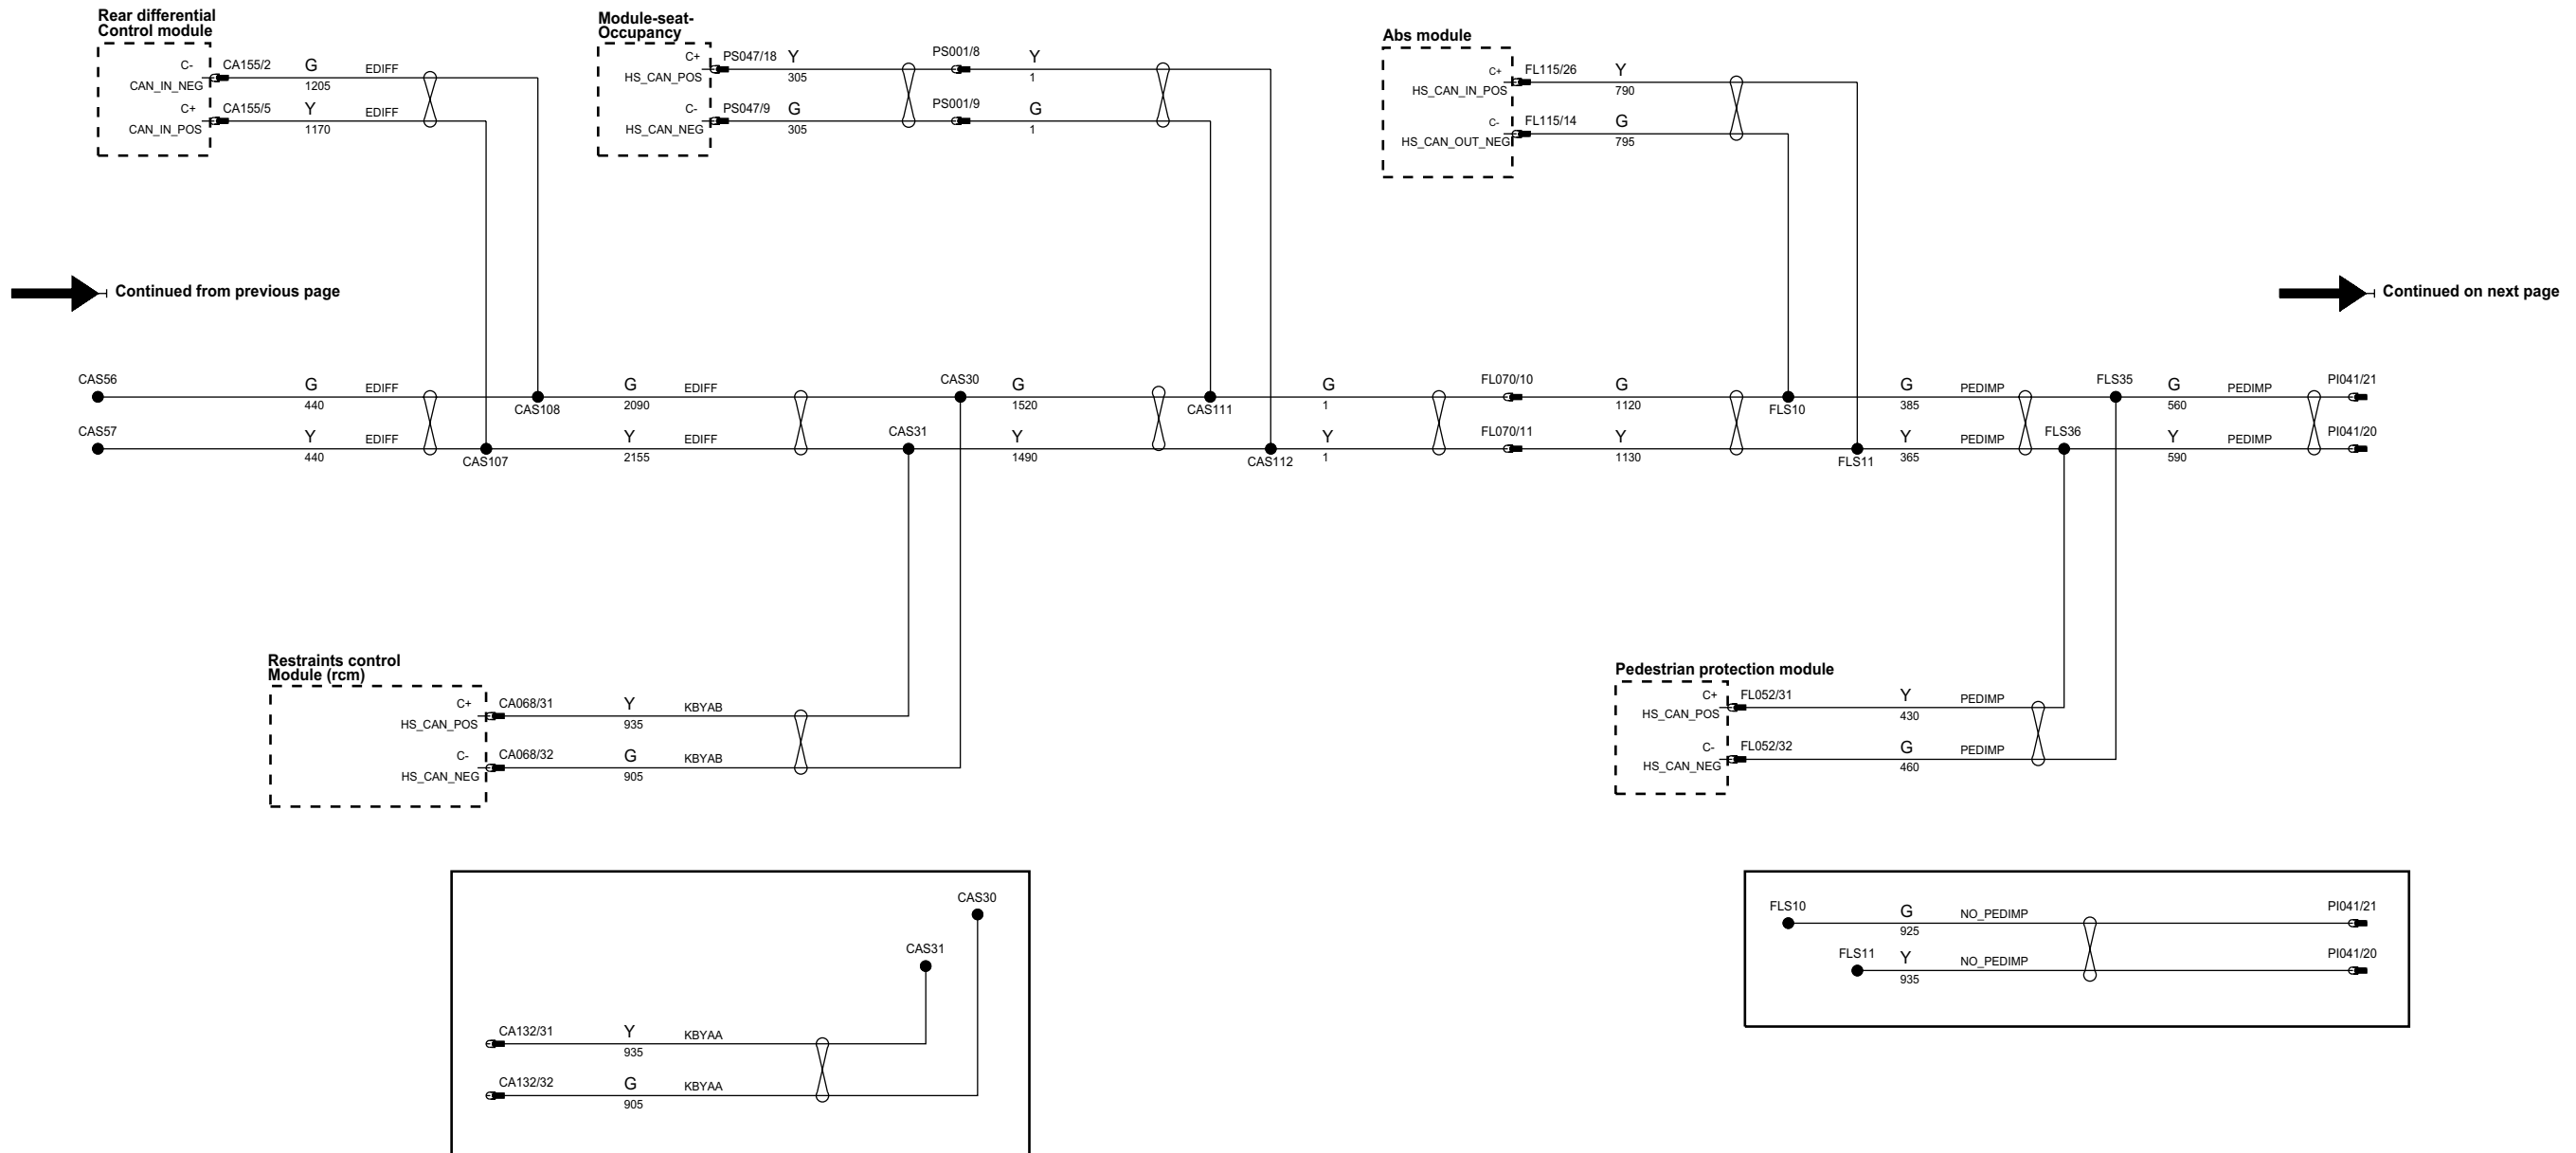 Rear differential
Control module
C-
CAN_IN_NEG
C+
CAN_IN_POS
CA155/2
G
1205
EDIFF
CA155/5
Y
1170
EDIFF
Module-seat-
Occupancy
C+
HS_CAN_POS
C-
HS_CAN_NEG
PS047/18
Y
305
PS001/8
Y
1
PS047/9
G
305
PS001/9
G
1
Abs module
C+
HS_CAN_IN_POS
C-
HS_CAN_OUT_NEG
FL115/26
Y
790
FL115/14
G
795
Continued from previous page
Continued on next page
CAS56
G
440
EDIFF
CAS108
G
2090
EDIFF
CAS30
G
1520
CAS111
G
1
FL070/10
G
1120
FLS10
G
385
PEDIMP
FLS35
G
560
PEDIMP
PI041/21
CAS57
Y
440
EDIFF
CAS107
Y
2155
EDIFF
CAS31
Y
1490
CAS112
Y
1
FL070/11
Y
1130
FLS11
Y
365
PEDIMP
FLS36
Y
590
PEDIMP
PI041/20
Restraints control
Module (rcm)
C+
HS_CAN_POS
C-
HS_CAN_NEG
CA068/31
Y
935
KBYAB
CA068/32
G
905
KBYAB
Pedestrian protection module
C+
HS_CAN_POS
C-
HS_CAN_NEG
FL052/31
Y
430
PEDIMP
FL052/32
G
460
PEDIMP
CAS30
CAS31
CA132/31
Y
935
KBYAA
CA132/32
G
905
KBYAA
FLS10
G
925
NO_PEDIMP
PI041/21
FLS11
Y
935
NO_PEDIMP
PI041/20